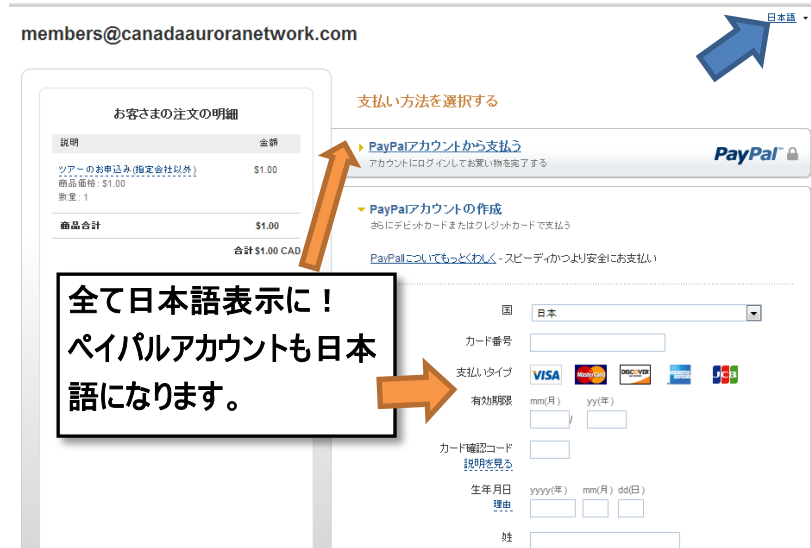 日本語
members@canadaauroranetwork.com
お客さまの注文の明細
説明 金額
ツアーのお申込み(指定会社以外) $1.00
商品価格: $1.00
数量: 1
商品合計 $1.00
合計 $1.00 CAD
支払い方法を選択する
PayPalアカウントから支払う
アカウントにログインしてお買い物を完了する
PayPal
PayPalアカウントの作成
さらにデビットカードまたはクレジットカードで支払う
PayPalについてもっとくわしく - スピーディかつより安全にお支払い
全て日本語表示に！
ペイパルアカウントも日本
語になります。
国 日本
カード番号
支払いタイプ VISA MasterCard DISCOVER JCB
有効期限 mm(月) yy(年)
/
カード確認コード
説明を見る
生年月日 yyyy(年) mm(月) dd(日)
理由
姓